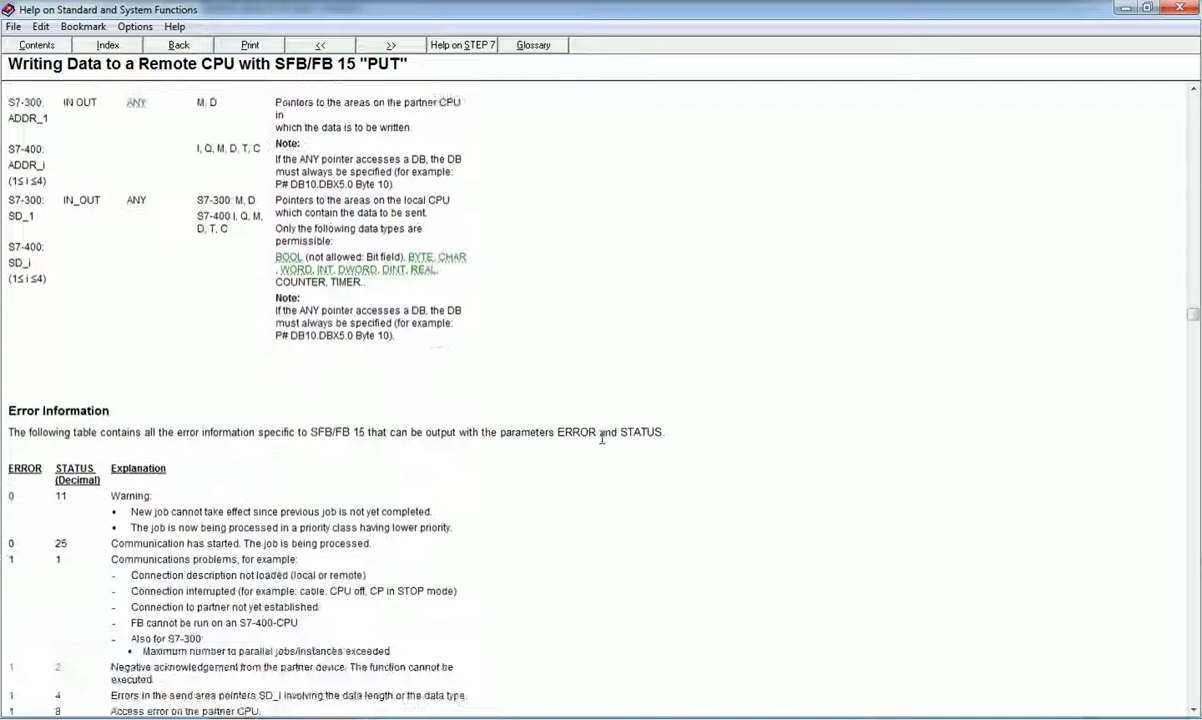 Help on Standard and System Functions
File Edit Bookmark Options Help
Contents Index Back Print << >> Help on STEP 7 Glossary
Writing Data to a Remote CPU with SFB/FB 15 "PUT"
S7-300: IN OUT ANY M, D Pointers to the areas on the partner CPU
in
ADDR_1
which the data is to be written.
Note:
S7-400: I, Q, M, D, T, C
If the ANY pointer accesses a DB, the DB
ADDR_i
must always be specified (for example:
(1≤ i ≤4)
P# DB10.DBX5.0 Byte 10).
S7-300: IN_OUT ANY S7-300: M, D Pointers to the areas on the local CPU
which contain the data to be sent.
SD_1 S7-400 I, Q, M,
D, T, C
Only the following data types are
permissible:
S7-400:
BOOL (not allowed: Bit field), BYTE, CHAR
SD_i
, WORD, INT, DWORD, DINT, REAL,
(1≤ i ≤4)
COUNTER, TIMER..
Note:
If the ANY pointer accesses a DB, the DB
must always be specified (for example:
P# DB10.DBX5.0 Byte 10).
Error Information
The following table contains all the error information specific to SFB/FB 15 that can be output with the parameters ERROR and STATUS.
ERROR STATUS Explanation
(Decimal)
0 11 Warning:
• New job cannot take effect since previous job is not yet completed.
• The job is now being processed in a priority class having lower priority.
0 25 Communication has started. The job is being processed.
1 1 Communications problems, for example:
- Connection description not loaded (local or remote)
- Connection interrupted (for example: cable, CPU off, CP in STOP mode)
- Connection to partner not yet established
- FB cannot be run on an S7-400-CPU
- Also for S7-300:
• Maximum number to parallel jobs/instances exceeded
1 2 Negative acknowledgement from the partner device. The function cannot be
executed.
1 4 Errors in the send area pointers SD_i involving the data length or the data type.
1 8 Access error on the partner CPU.